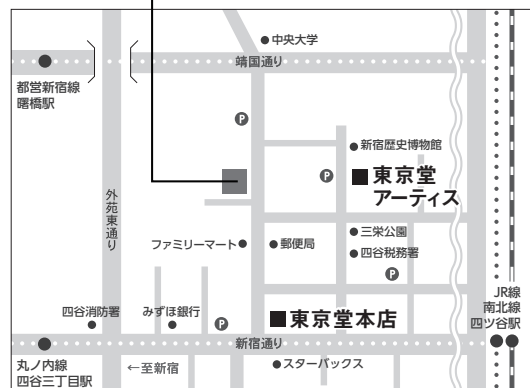 中央大学
靖国通り
都営新宿線
曙橋駅
P
新宿歴史博物館
P
東京堂
アーティス
外苑東通り
三栄公園
ファミリーマート
郵便局
四谷税務署
P
JR線
南北線
四ツ谷駅
四谷消防署
みずほ銀行
P
東京堂本店
新宿通り
丸ノ内線
四谷三丁目駅
←至新宿
スターバックス